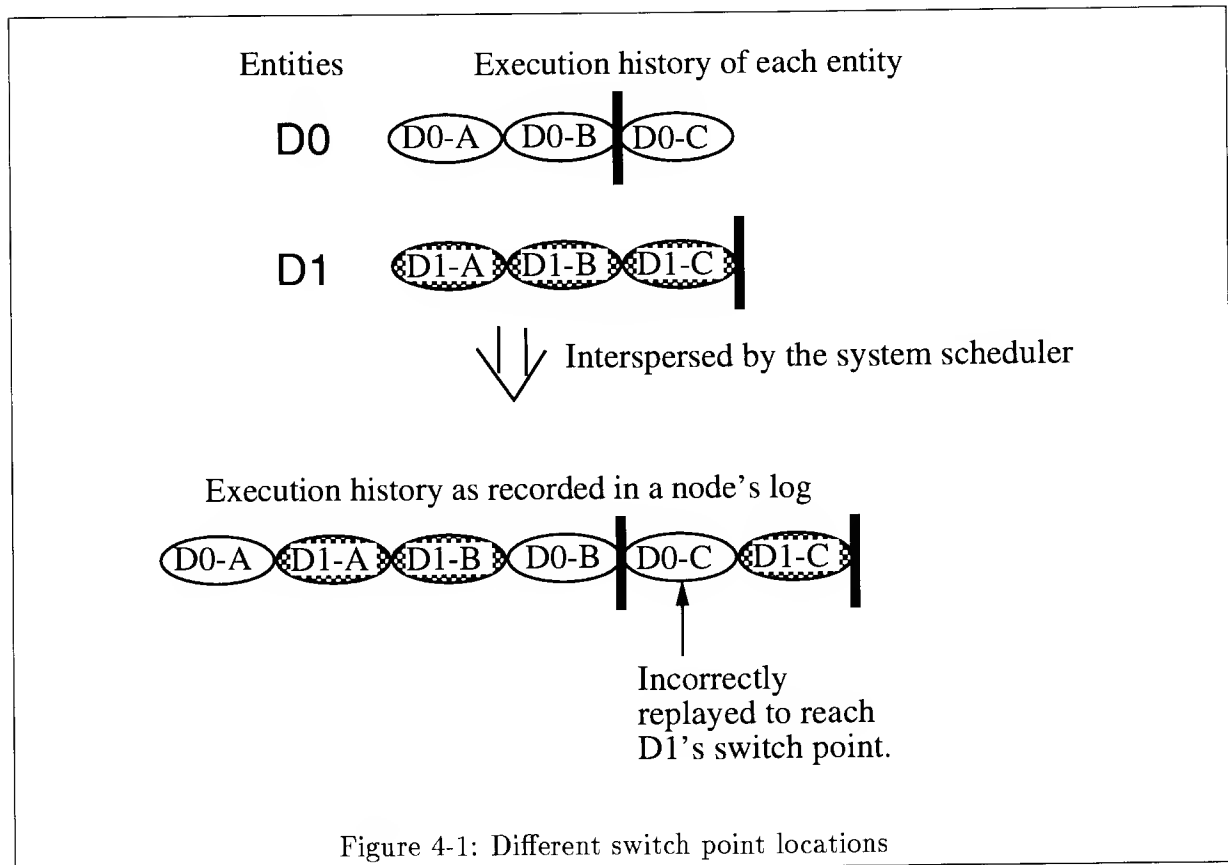 Entities Execution history of each entity
D0 D0-A D0-B D0-C
D1 D1-A D1-B D1-C
Interspersed by the system scheduler
Execution history as recorded in a node's log
D0-A D1-A D1-B D0-B D0-C D1-C
Incorrectly
replayed to reach
D1's switch point.
Figure 4-1: Different switch point locations